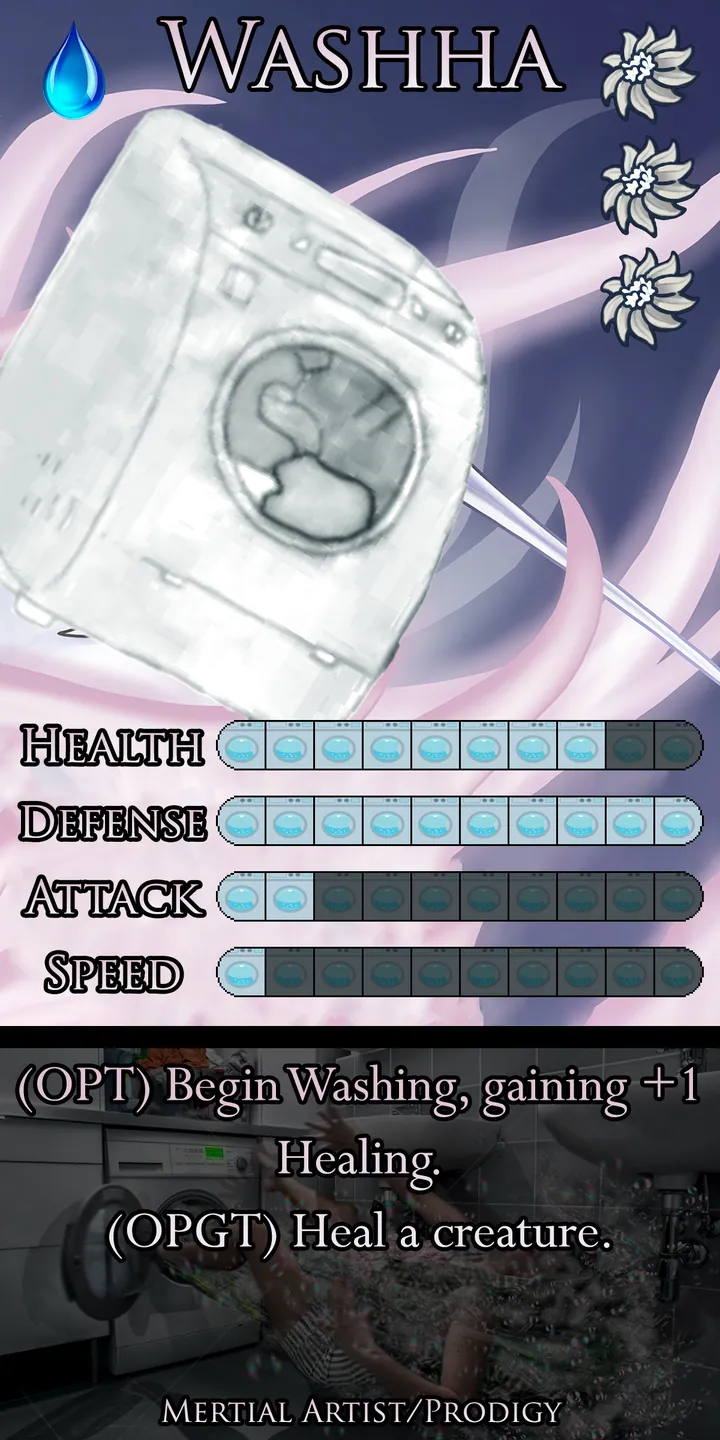 Washha
Health
Defense
Attack
Speed
(OPT) Begin Washing, gaining +1
Healing.
(OPGT) Heal a creature.
Mertial Artist/Prodigy